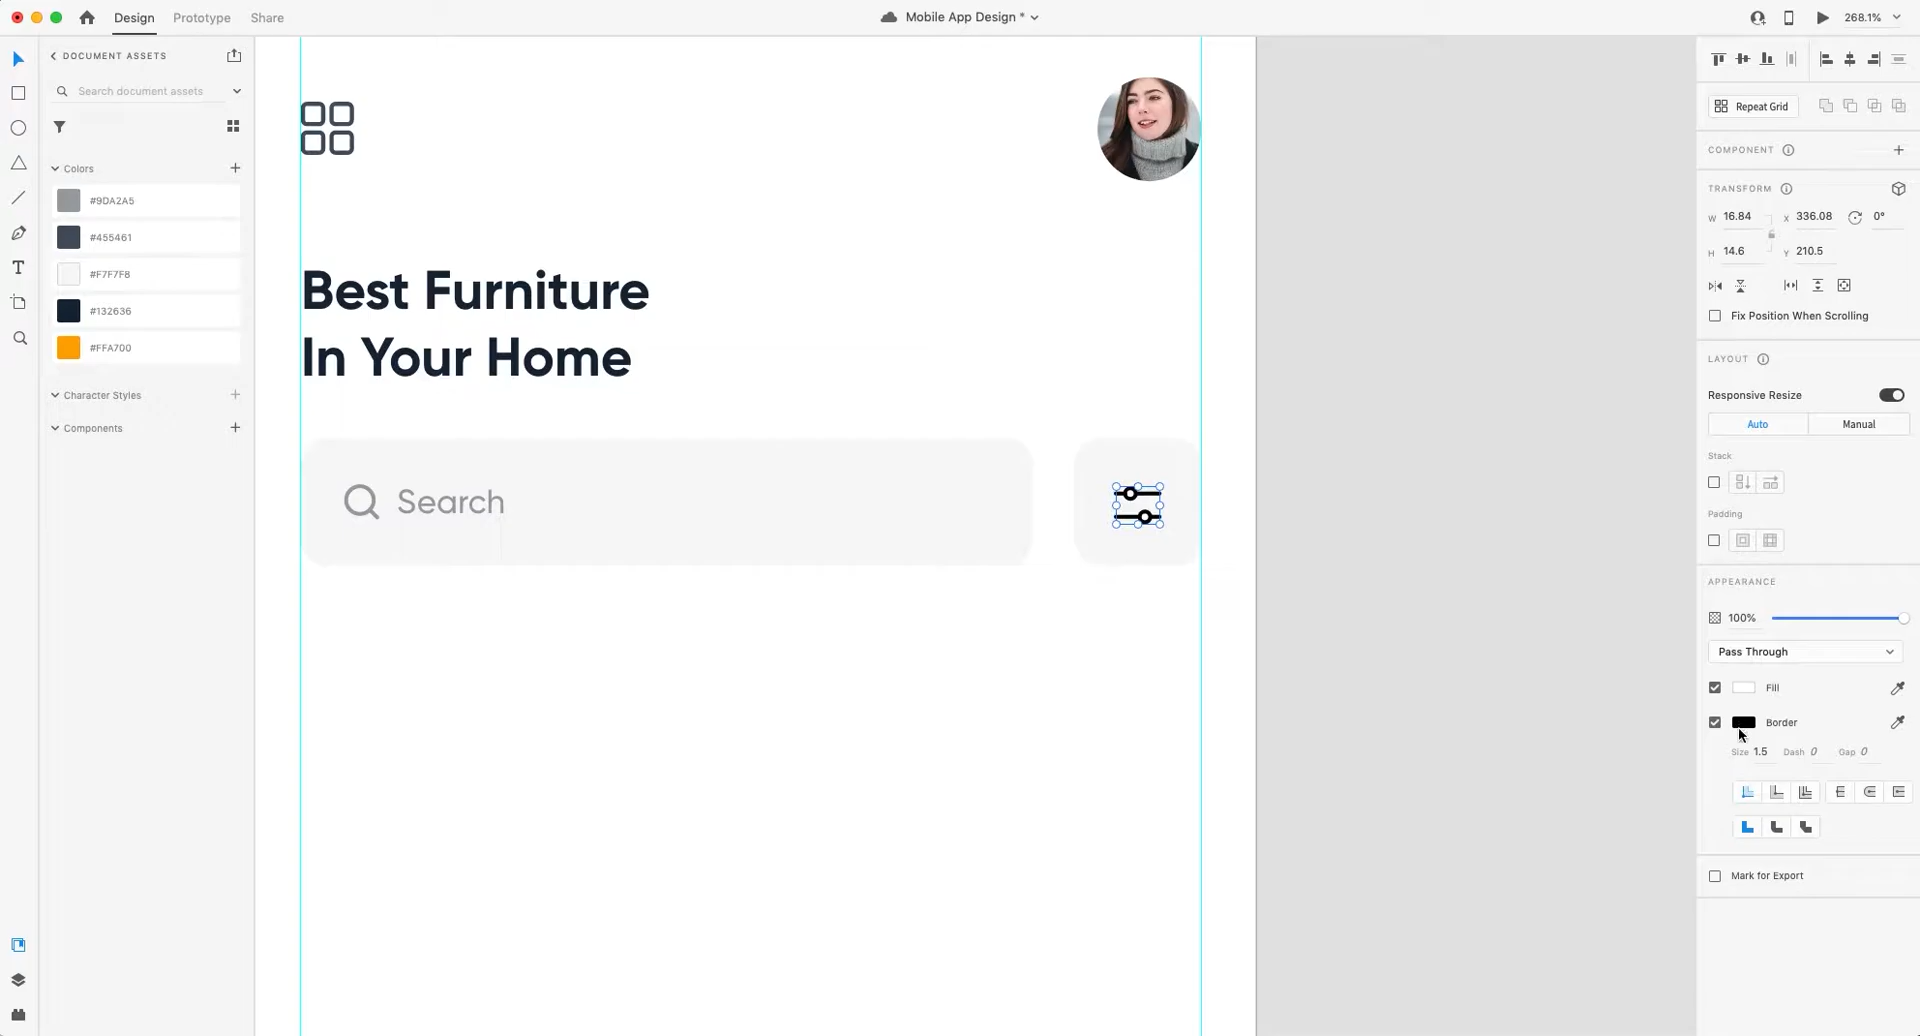 Design Prototype Share
Mobile App Design *
268.1%
DOCUMENT ASSETS
Search document assets
Colors
#9DA2A5
#455461
#F7F7F8
#132636
#FFA700
Character Styles
Components
Best Furniture
In Your Home
Search
Repeat Grid
COMPONENT
TRANSFORM
W 16.84 X 336.08 0°
H 14.6 Y 210.5
Fix Position When Scrolling
LAYOUT
Responsive Resize
Auto Manual
Stack
Padding
APPEARANCE
100%
Pass Through
Fill
Border
Size 1.5 Dash 0 Gap 0
Mark for Export